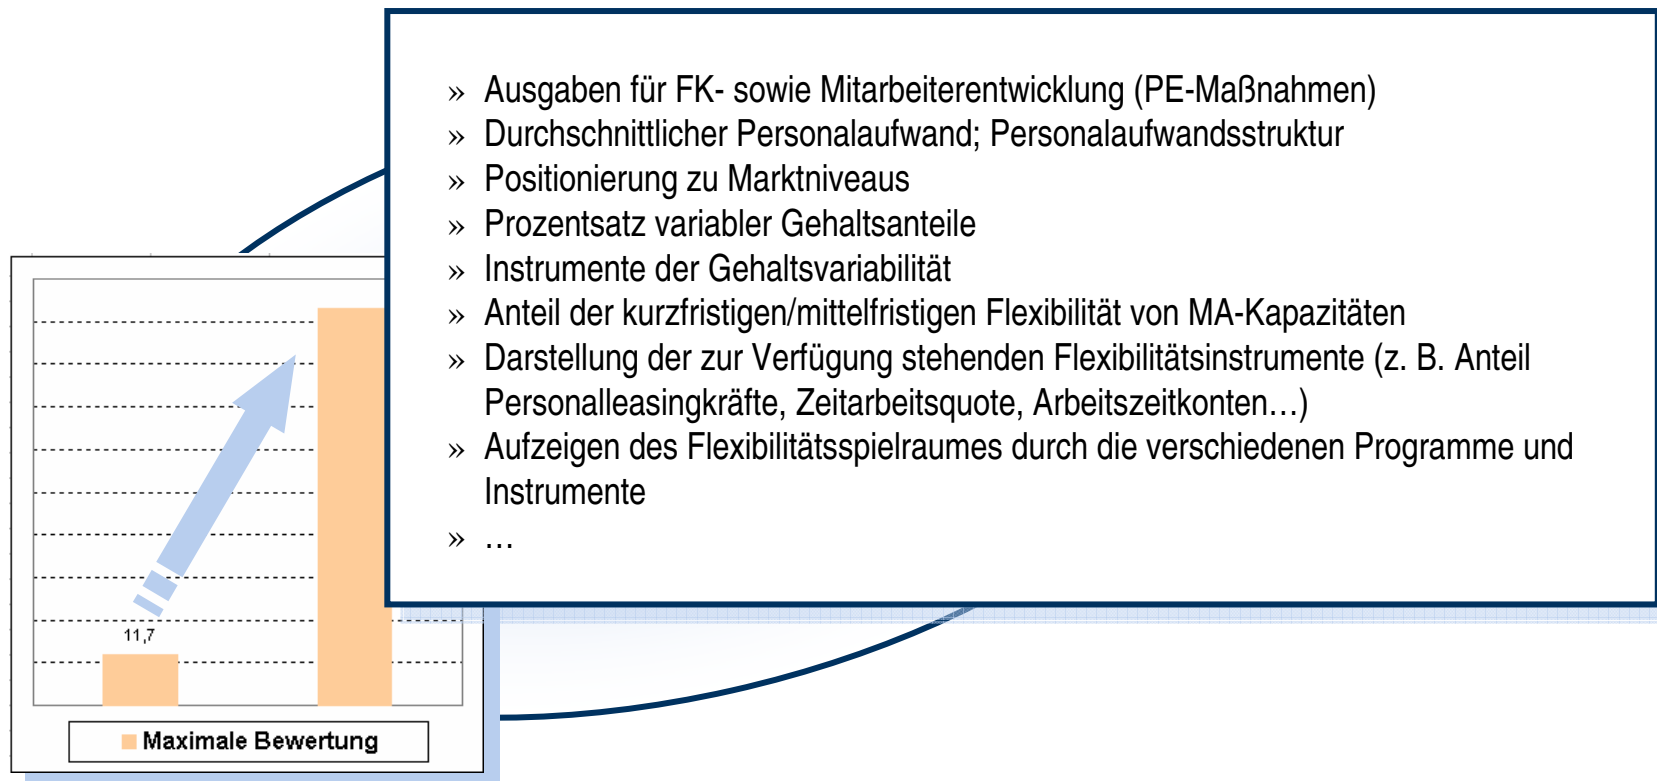 » Ausgaben für FK- sowie Mitarbeiterentwicklung (PE-Maßnahmen)
» Durchschnittlicher Personalaufwand; Personalaufwandsstruktur
» Positionierung zu Marktniveaus
» Prozentsatz variabler Gehaltsanteile
» Instrumente der Gehaltsvariabilität
» Anteil der kurzfristigen/mittelfristigen Flexibilität von MA-Kapazitäten
» Darstellung der zur Verfügung stehenden Flexibilitätsinstrumente (z. B. Anteil
Personalleasingkräfte, Zeitarbeitsquote, Arbeitszeitkonten…)
» Aufzeigen des Flexibilitätsspielraumes durch die verschiedenen Programme und
Instrumente
» …
11,7
Maximale Bewertung